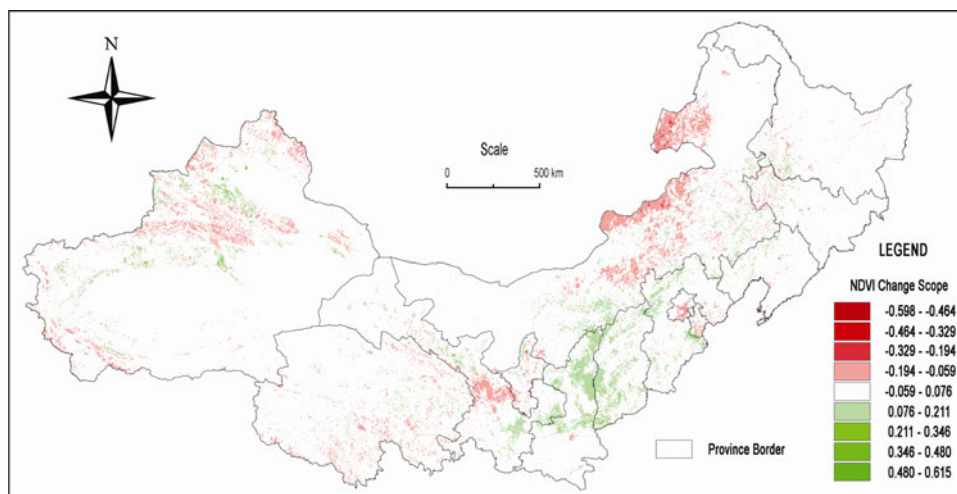 N
Scale
0 500 km
LEGEND
NDVI Change Scope
-0.598 - -0.464
-0.464 - -0.329
-0.329 - -0.194
-0.194 - -0.059
-0.059 - 0.076
0.076 - 0.211
0.211 - 0.346
0.346 - 0.480
0.480 - 0.615
Province Border